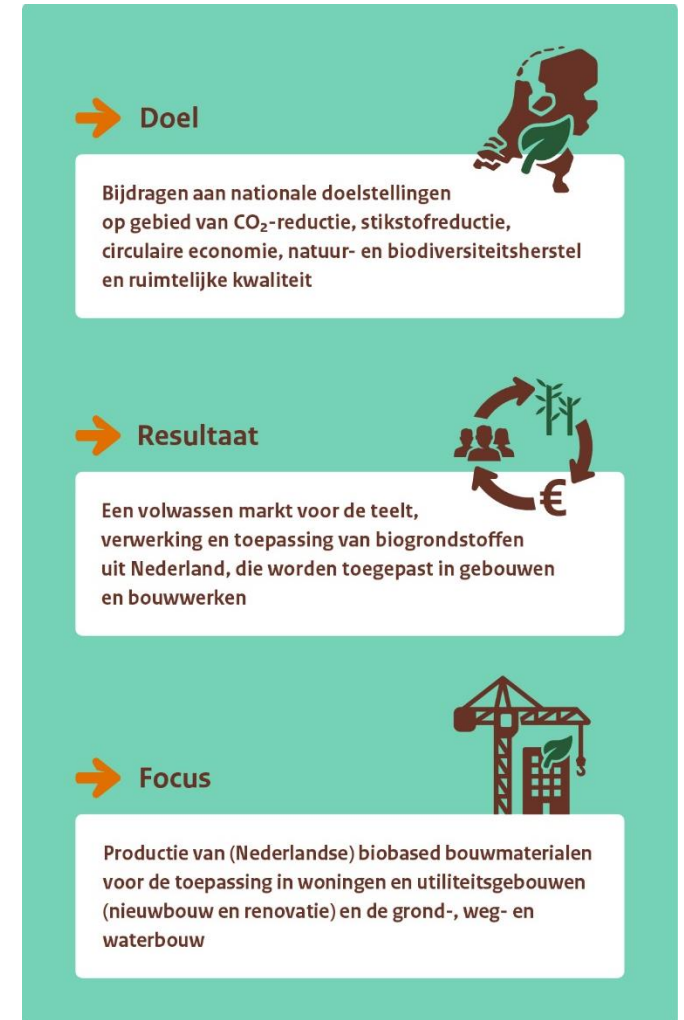 Doel
Bijdragen aan nationale doelstellingen
op gebied van CO₂-reductie, stikstofreductie,
circulaire economie, natuur- en biodiversiteitsherstel
en ruimtelijke kwaliteit
Resultaat
€
Een volwassen markt voor de teelt,
verwerking en toepassing van biogrondstoffen
uit Nederland, die worden toegepast in gebouwen
en bouwwerken
Focus
Productie van (Nederlandse) biobased bouwmaterialen
voor de toepassing in woningen en utiliteitsgebouwen
(nieuwbouw en renovatie) en de grond-, weg- en
waterbouw